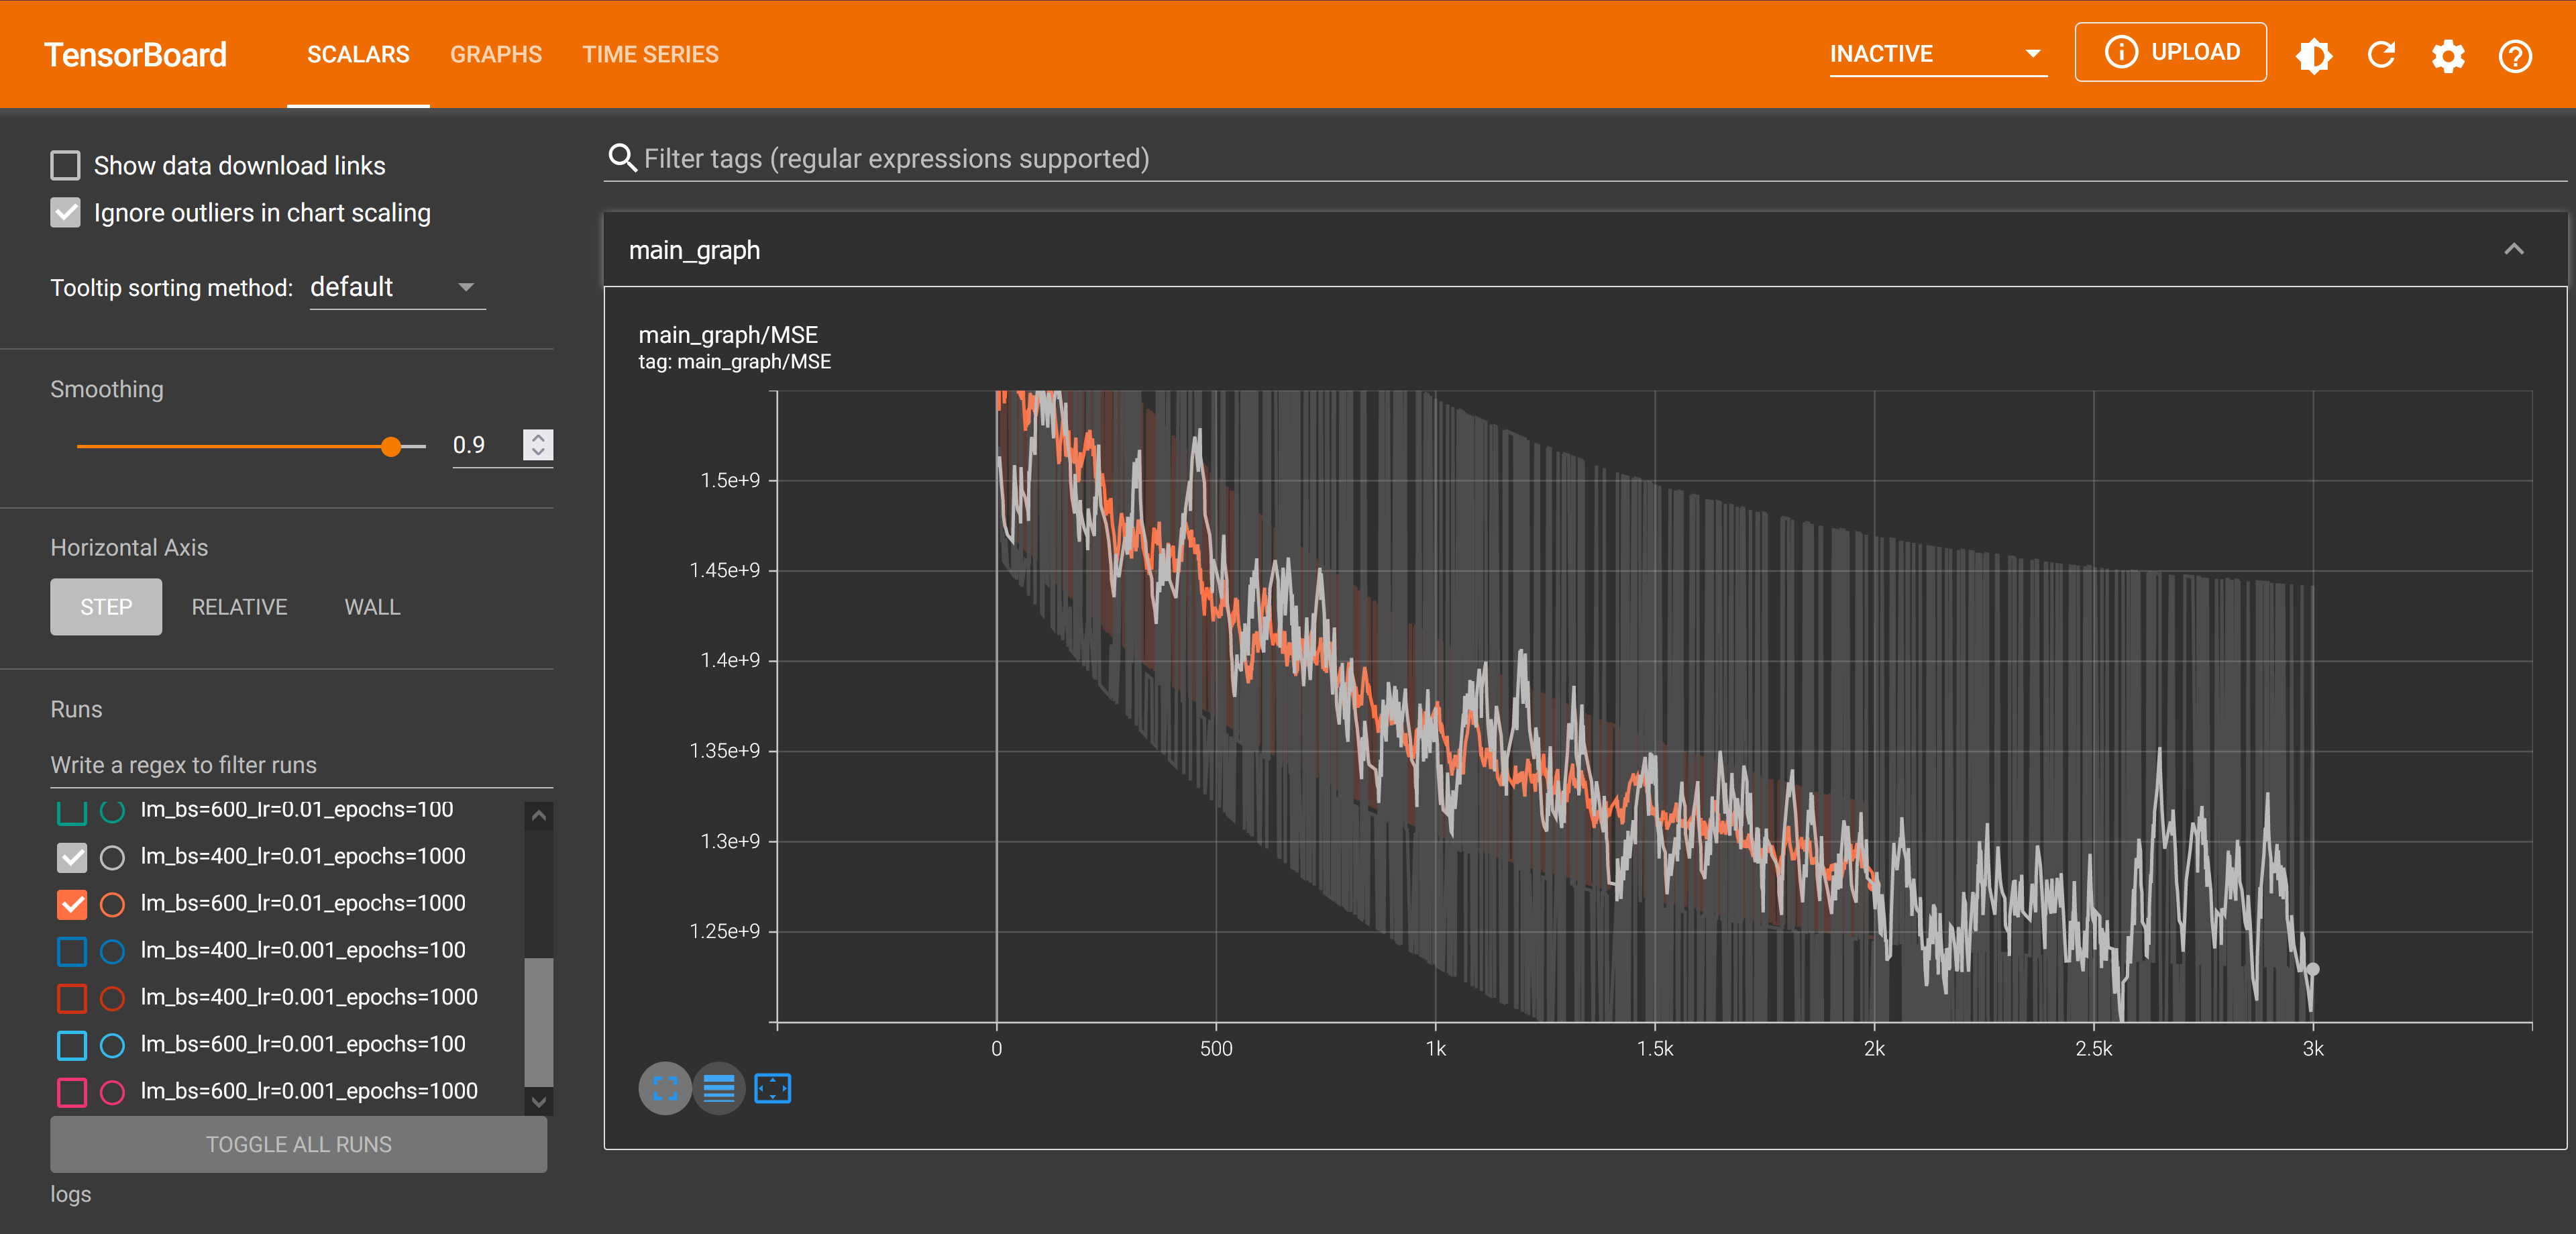 TensorBoard SCALARS GRAPHS TIME SERIES INACTIVE UPLOAD
Show data download links
Ignore outliers in chart scaling
Tooltip sorting method: default
Smoothing
0.9
Horizontal Axis
STEP RELATIVE WALL
Runs
Write a regex to filter runs
lm_bs=600_lr=0.01_epochs=100
lm_bs=400_lr=0.01_epochs=1000
lm_bs=600_lr=0.01_epochs=1000
lm_bs=400_lr=0.001_epochs=100
lm_bs=400_lr=0.001_epochs=1000
lm_bs=600_lr=0.001_epochs=100
lm_bs=600_lr=0.001_epochs=1000
TOGGLE ALL RUNS
logs
Filter tags (regular expressions supported)
main_graph
main_graph/MSE
tag: main_graph/MSE
1.5e+9
1.45e+9
1.4e+9
1.35e+9
1.3e+9
1.25e+9
0 500 1k 1.5k 2k 2.5k 3k